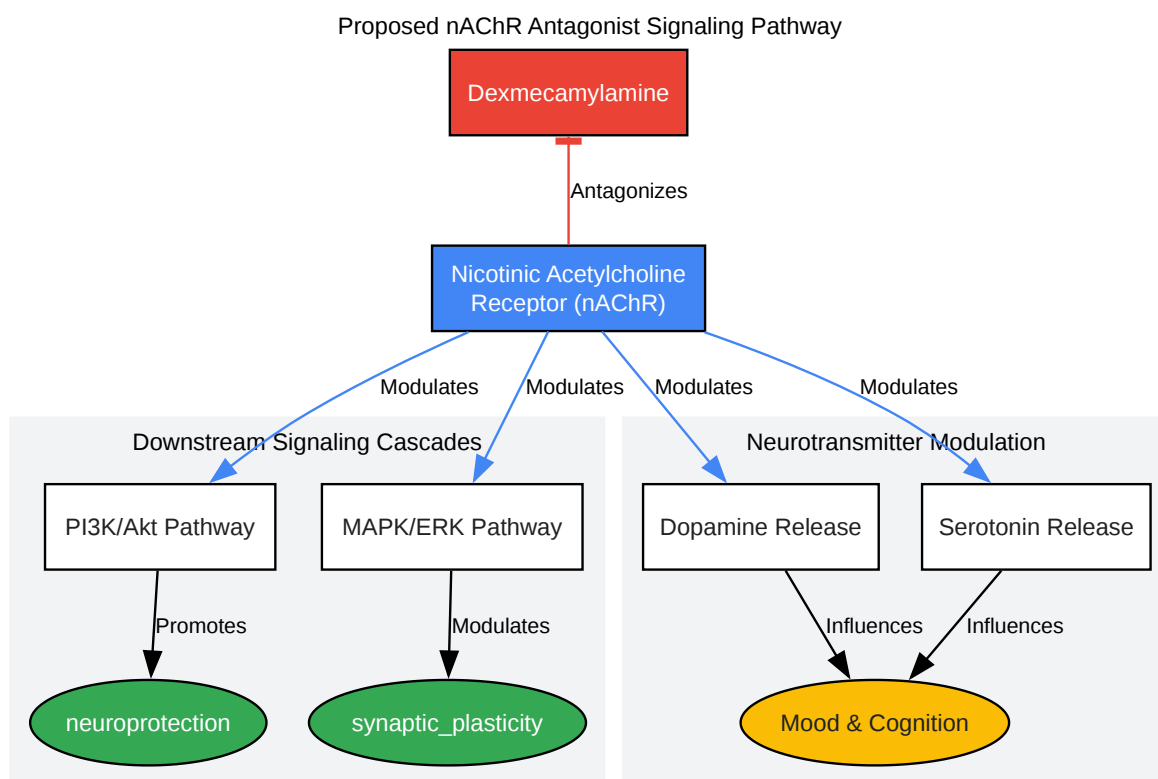 Proposed nAChR Antagonist Signaling Pathway
Dexmecamylamine
Antagonizes
Nicotinic Acetylcholine
Receptor (nAChR)
Modulates
Modulates
Modulates
Modulates
Downstream Signaling Cascades
Neurotransmitter Modulation
PI3K/Akt Pathway
MAPK/ERK Pathway
Dopamine Release
Serotonin Release
Promotes
Modulates
Influences
Influences
neuroprotection
synaptic_plasticity
Mood & Cognition